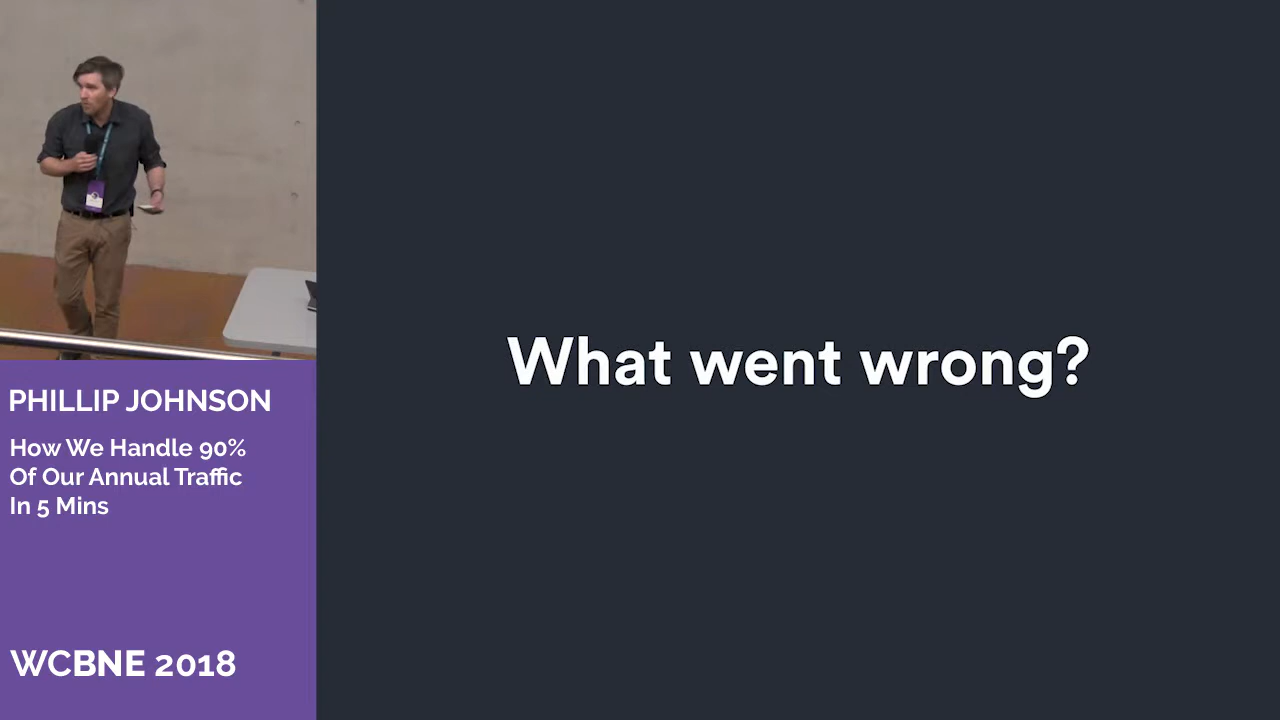 PHILLIP JOHNSON
How We Handle 90%
Of Our Annual Traffic
In 5 Mins
WCBNE 2018
What went wrong?